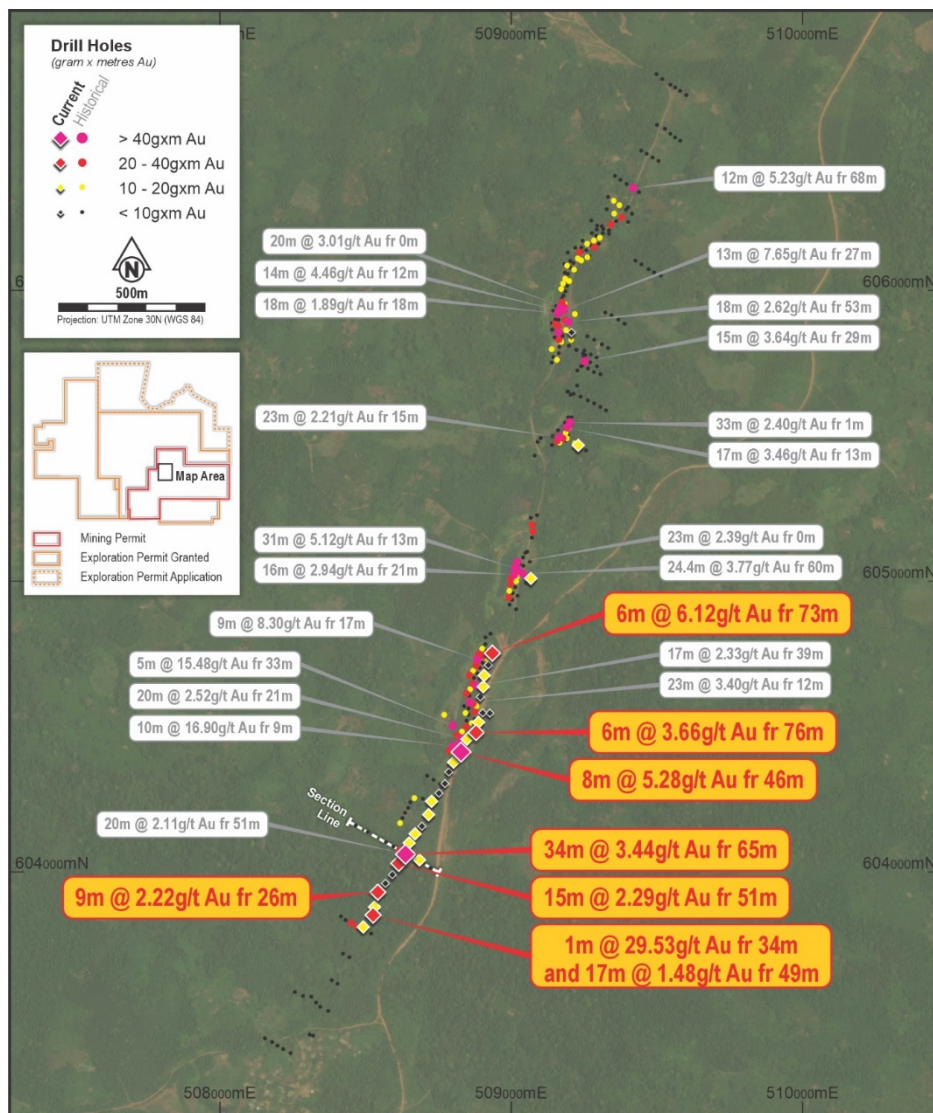 509000mE
510000mE
Drill Holes
(gram x metres Au)
Current
Historical
> 40gxm Au
20 - 40gxm Au
10 - 20gxm Au
< 10gxm Au
N
500m
Projection: UTM Zone 30N (WGS 84)
Map Area
Mining Permit
Exploration Permit Granted
Exploration Permit Application
12m @ 5.23g/t Au fr 68m
20m @ 3.01g/t Au fr 0m
14m @ 4.46g/t Au fr 12m
18m @ 1.89g/t Au fr 18m
13m @ 7.65g/t Au fr 27m
606000mN
18m @ 2.62g/t Au fr 53m
15m @ 3.64g/t Au fr 29m
23m @ 2.21g/t Au fr 15m
33m @ 2.40g/t Au fr 1m
17m @ 3.46g/t Au fr 13m
31m @ 5.12g/t Au fr 13m
16m @ 2.94g/t Au fr 21m
23m @ 2.39g/t Au fr 0m
24.4m @ 3.77g/t Au fr 60m
605000mN
6m @ 6.12g/t Au fr 73m
9m @ 8.30g/t Au fr 17m
5m @ 15.48g/t Au fr 33m
20m @ 2.52g/t Au fr 21m
10m @ 16.90g/t Au fr 9m
17m @ 2.33g/t Au fr 39m
23m @ 3.40g/t Au fr 12m
6m @ 3.66g/t Au fr 76m
8m @ 5.28g/t Au fr 46m
Section
Line
20m @ 2.11g/t Au fr 51m
34m @ 3.44g/t Au fr 65m
604000mN
604000mN
9m @ 2.22g/t Au fr 26m
15m @ 2.29g/t Au fr 51m
1m @ 29.53g/t Au fr 34m
and 17m @ 1.48g/t Au fr 49m
508000mE
509000mE
510000mE